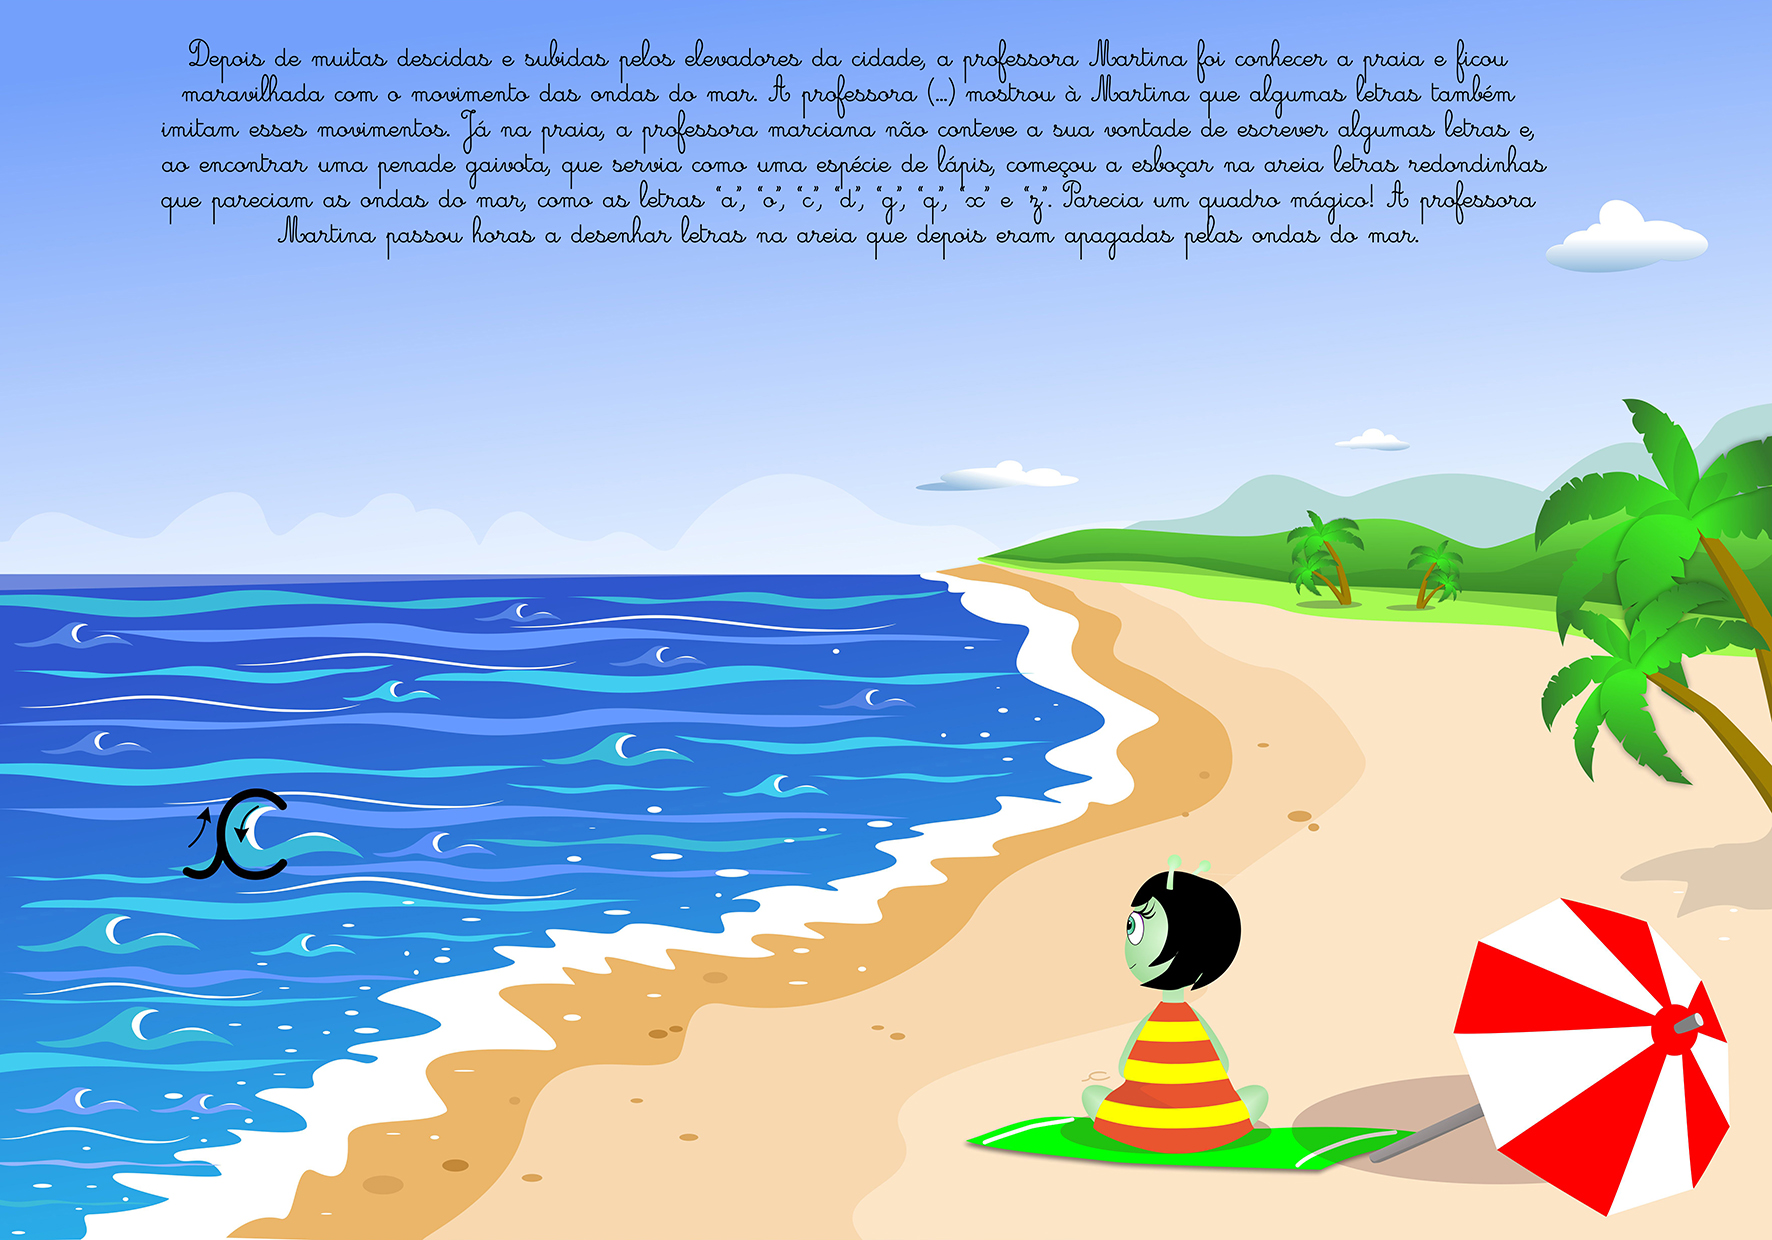 Depois de muitas descidas e subidas pelos elevadores da cidade, a professora Martina foi conhecer a praia e ficou
maravilhada com o movimento das ondas do mar. A professora (...) mostrou à Martina que algumas letras também
imitam esses movimentos. Já na praia, a professora marciana não conteve a sua vontade de escrever algumas letras e,
ao encontrar uma penade gaivota, que servia como uma espécie de lápis, começou a esboçar na areia letras redondinhas
que pareciam as ondas do mar, como as letras “a”, “o”, “c”, “d”, “g”, “q”, “x” e “z”. Parecia um quadro mágico! A professora
Martina passou horas a desenhar letras na areia que depois eram apagadas pelas ondas do mar.
c
c